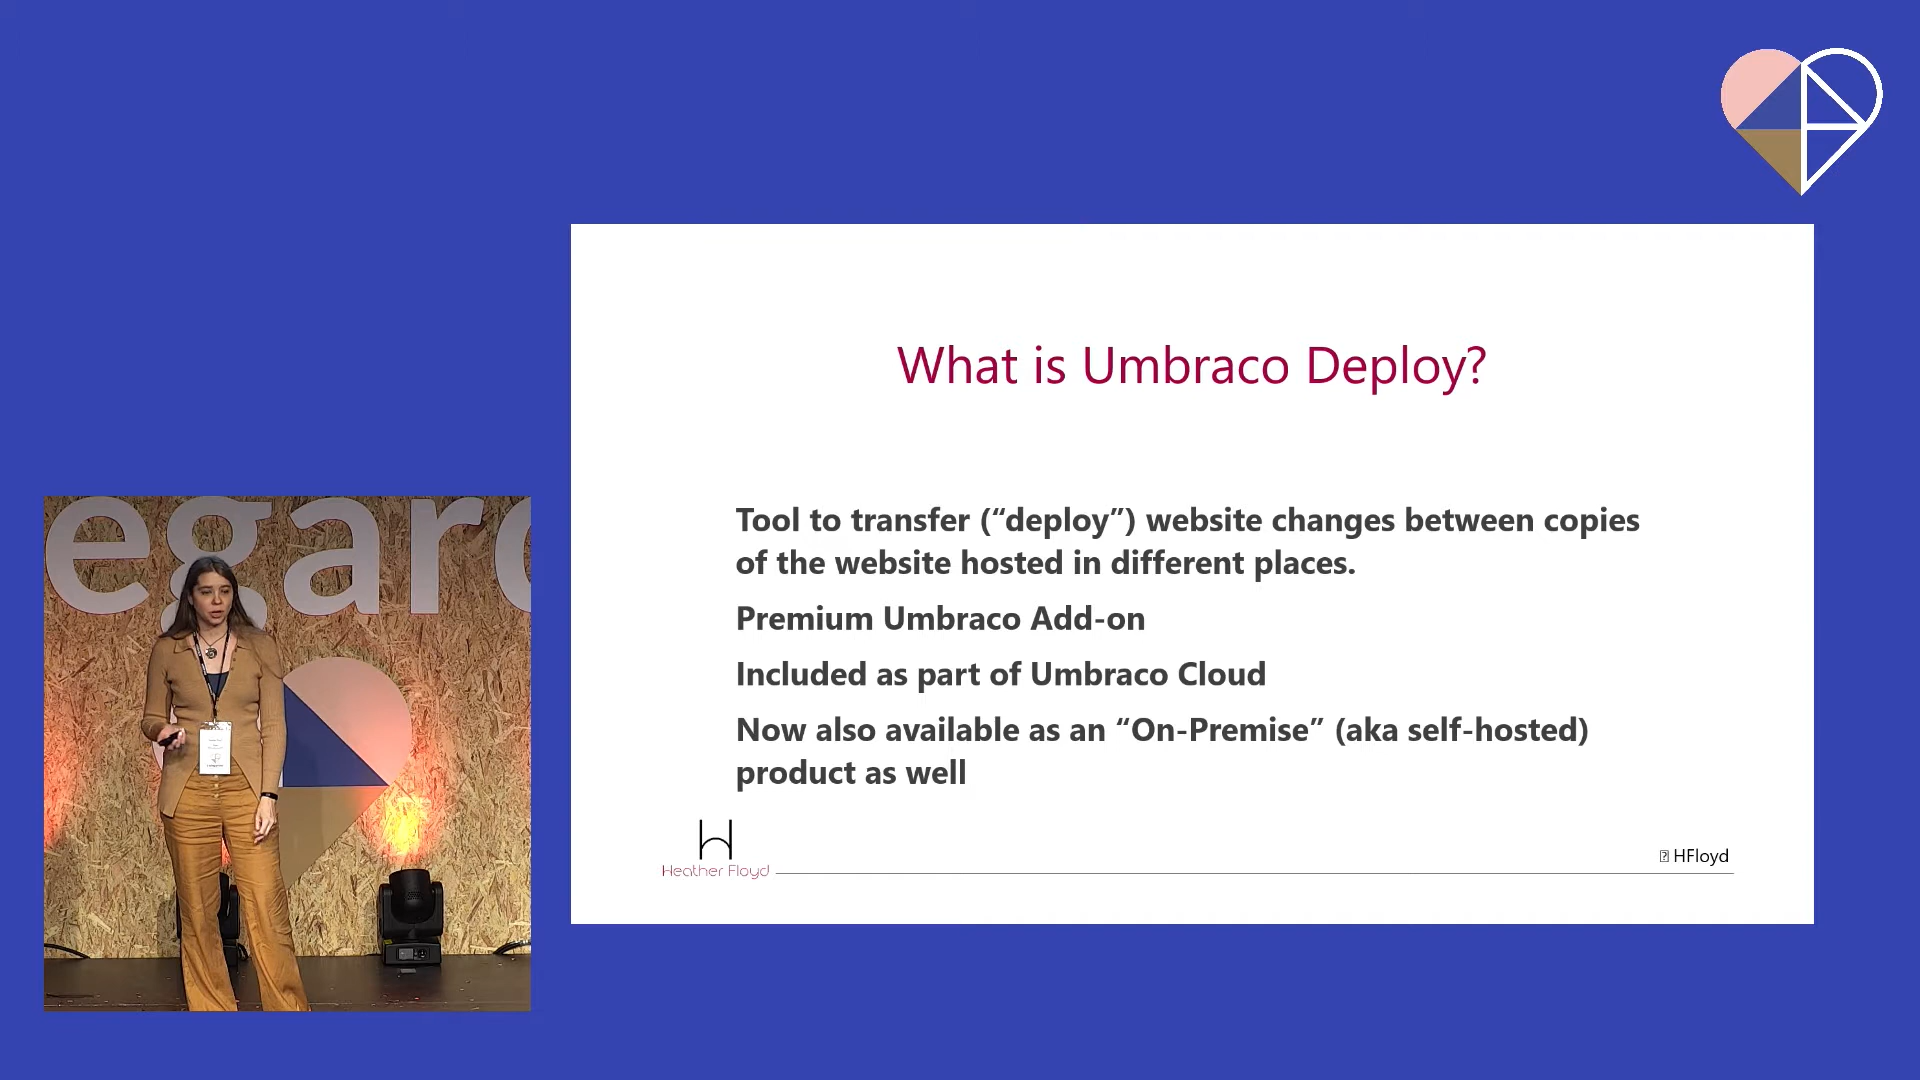 What is Umbraco Deploy?
Tool to transfer (“deploy”) website changes between copies
of the website hosted in different places.
Premium Umbraco Add-on
Included as part of Umbraco Cloud
Now also available as an “On-Premise” (aka self-hosted)
product as well
Heather Floyd
HFloyd
egard